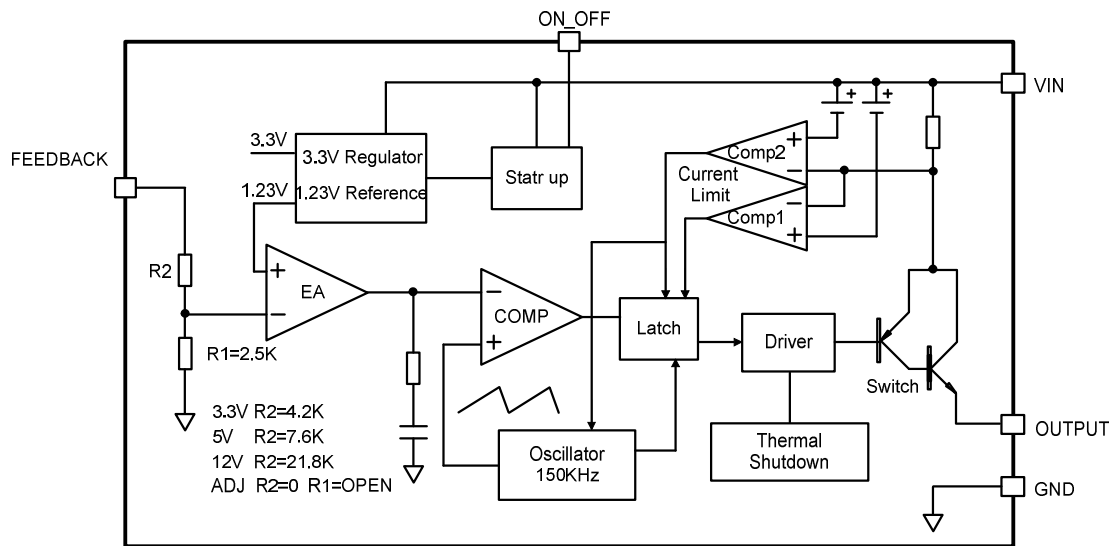 ON_OFF
VIN
FEEDBACK
3.3V
3.3V Regulator
1.23V
1.23V Reference
Statr up
Comp2
Current
Limit
Comp1
R2
EA
COMP
R1=2.5K
Latch
Driver
Switch
3.3V R2=4.2K
5V R2=7.6K
12V R2=21.8K
ADJ R2=0 R1=OPEN
Oscillator
150KHz
Thermal
Shutdown
OUTPUT
GND